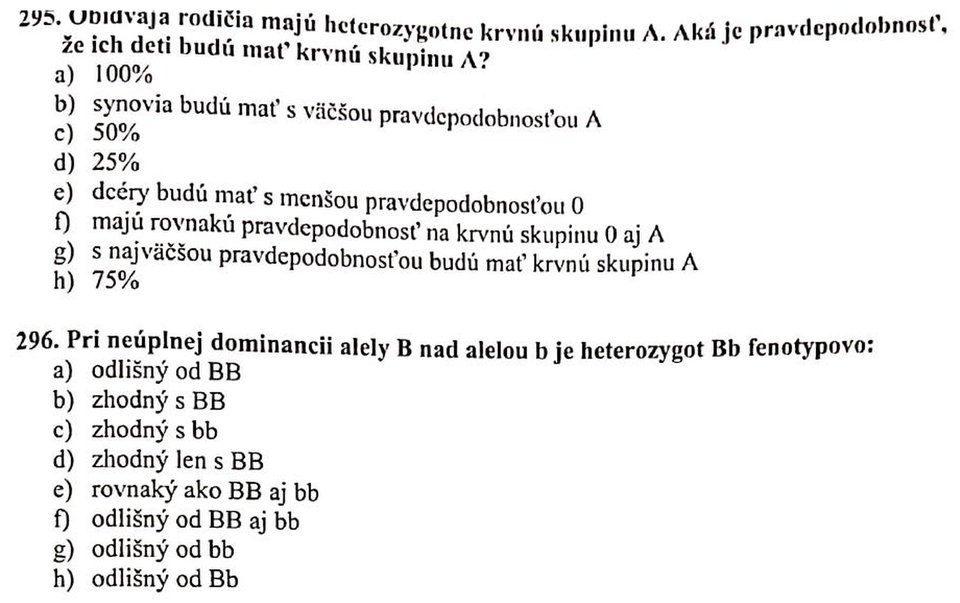 295. Obidvaja rodičia majú heterozygotne krvnú skupinu A. Aká je pravdepodobnosť,
že ich deti budú mať krvnú skupinu A?
a) 100%
b) synovia budú mať s väčšou pravdepodobnosťou A
c) 50%
d) 25%
e) dcéry budú mať s menšou pravdepodobnosťou 0
f) majú rovnakú pravdepodobnosť na krvnú skupinu 0 aj A
g) s najväčšou pravdepodobnosťou budú mať krvnú skupinu A
h) 75%
296. Pri neúplnej dominancii alely B nad alelou b je heterozygot Bb fenotypovo:
a) odlišný od BB
b) zhodný s BB
c) zhodný s bb
d) zhodný len s BB
e) rovnaký ako BB aj bb
f) odlišný od BB aj bb
g) odlišný od bb
h) odlišný od Bb